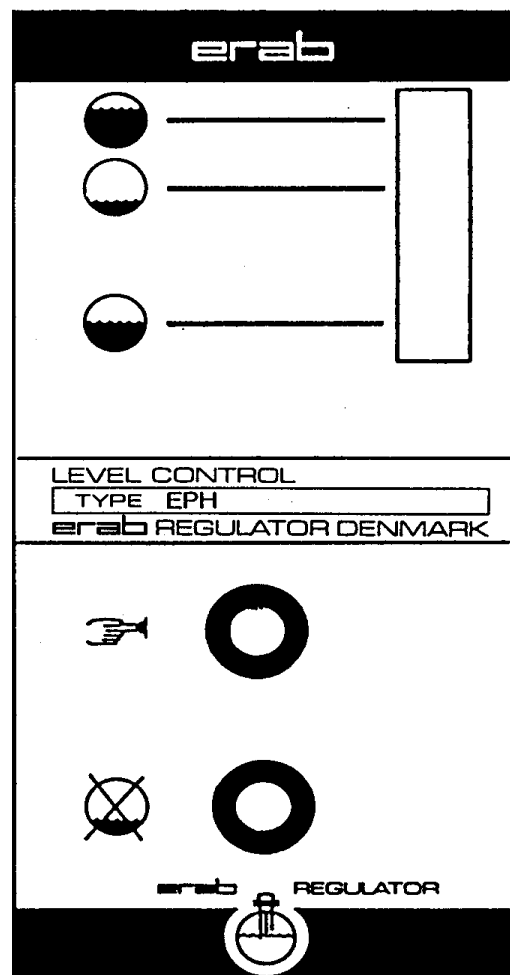 erab
LEVEL CONTROL
TYPE EPH
erab REGULATOR DENMARK
erab REGULATOR